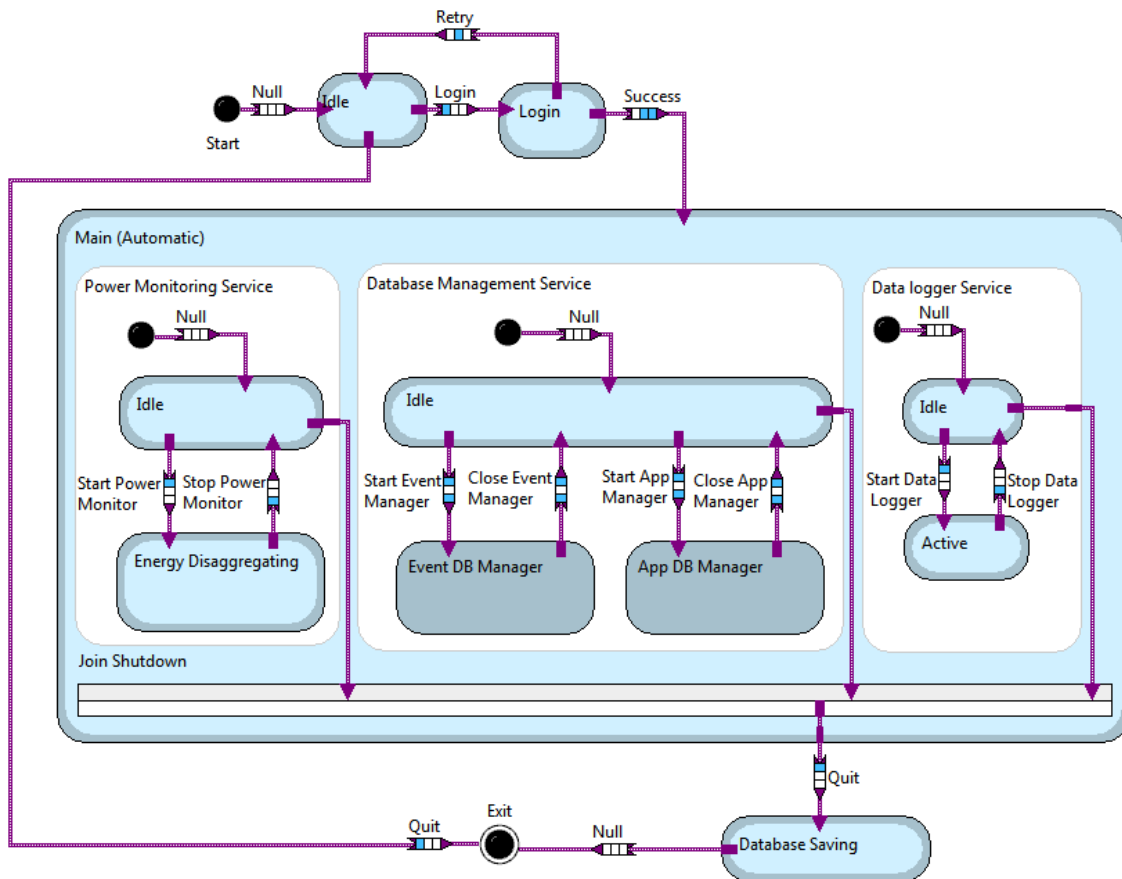 Retry
Null
Idle
Login
Login
Success
Start
Main (Automatic)
Power Monitoring Service
Null
Idle
Start Power
Monitor
Stop Power
Monitor
Energy Disaggregating
Database Management Service
Null
Idle
Start Event
Manager
Close Event
Manager
Start App
Manager
Close App
Manager
Event DB Manager
App DB Manager
Data logger Service
Null
Idle
Start Data
Logger
Stop Data
Logger
Active
Join Shutdown
Quit
Quit
Exit
Null
Database Saving